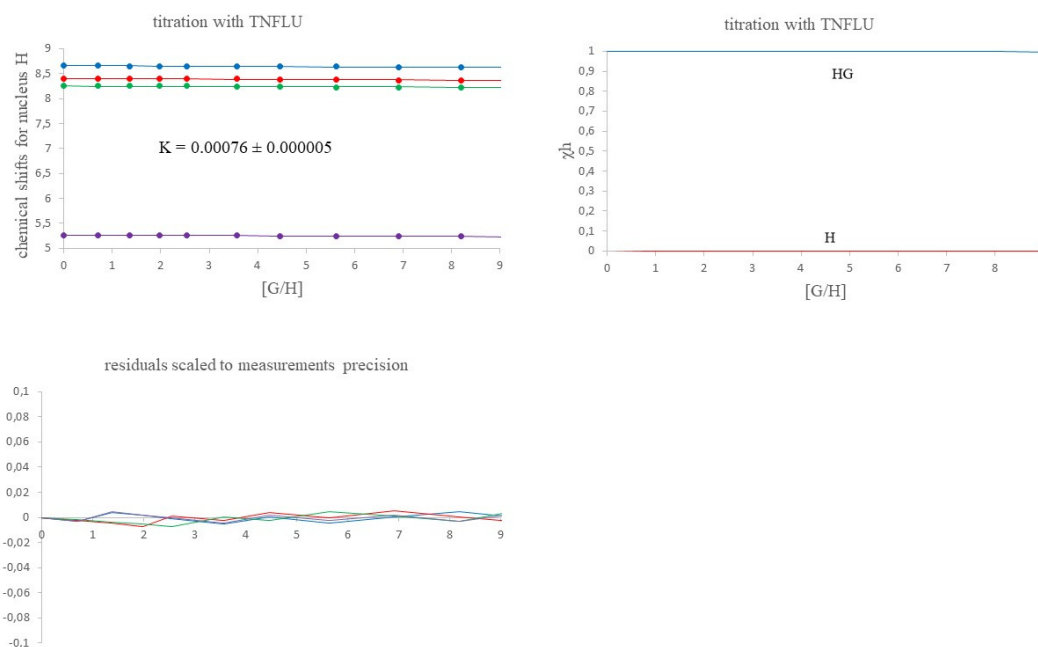 titration with TNFLU
chemical shifts for nucleus H
9
8,5
8
7,5
7
6,5
6
5,5
5
K = 0.00076 ± 0.000005
0 1 2 3 4 5 6 7 8 9
[G/H]
titration with TNFLU
χh
1
0,9
0,8
0,7
0,6
0,5
0,4
0,3
0,2
0,1
0
HG
H
0 1 2 3 4 5 6 7 8
[G/H]
residuals scaled to measurements precision
0,1
0,08
0,06
0,04
0,02
0
-0,02
-0,04
-0,06
-0,08
-0,1
0 1 2 3 4 5 6 7 8 9